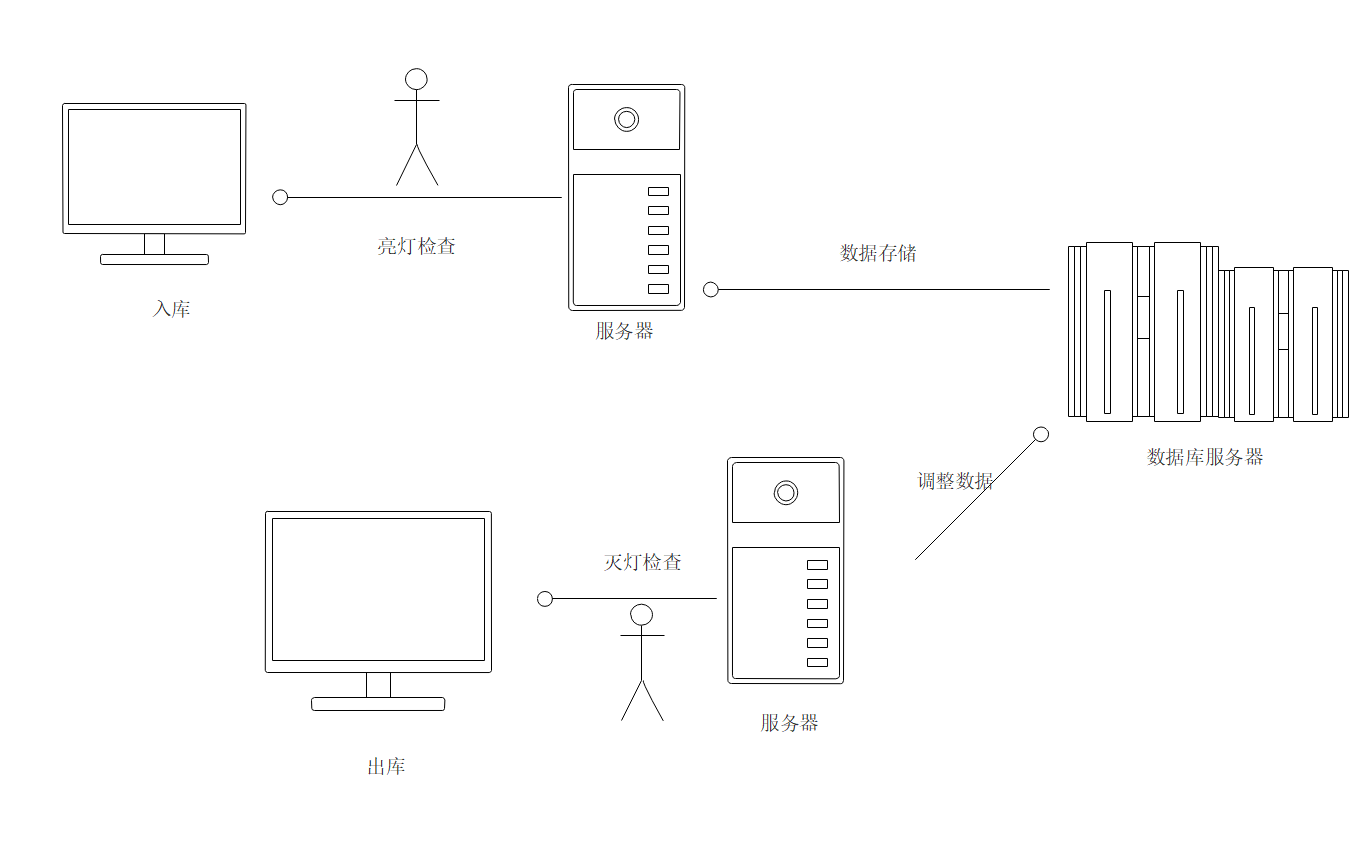 亮灯检查
数据存储
入库
服务器
数据库服务器
调整数据
灭灯检查
服务器
出库